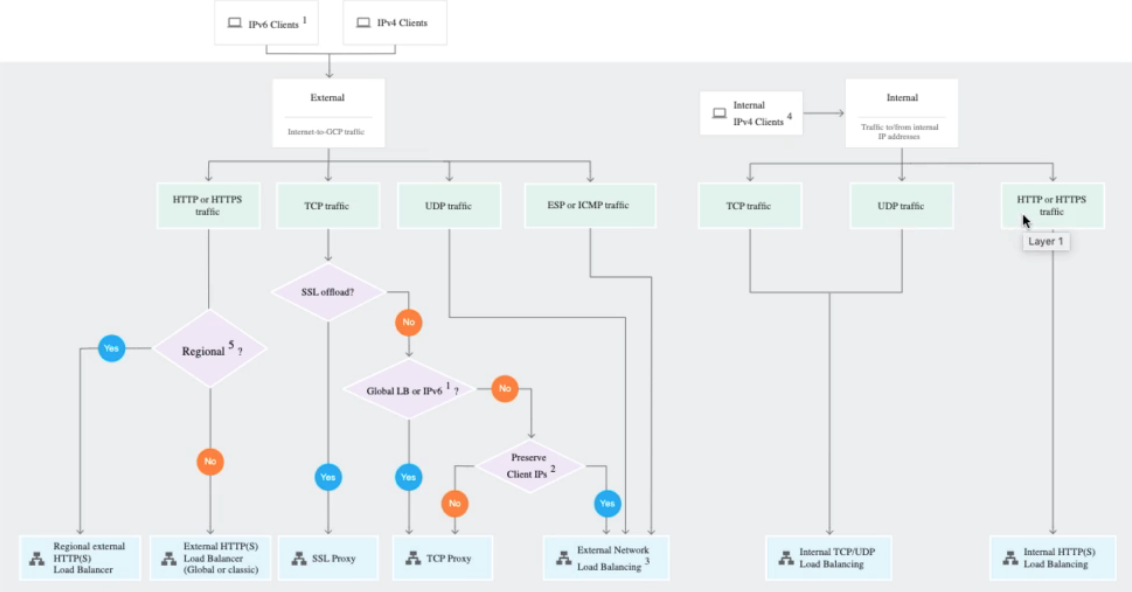 IPv6 Clients 1
IPv4 Clients
External
Internet-to-GCP traffic
Internal
IPv4 Clients 4
Internal
Traffic to/from internal
IP addresses
HTTP or HTTPS
traffic
TCP traffic
UDP traffic
ESP or ICMP traffic
TCP traffic
UDP traffic
HTTP or HTTPS
traffic
Layer 1
SSL offload?
No
Yes
Regional 5 ?
Global LB or IPv6 1 ?
No
No
Preserve
Client IPs 2
Yes
Yes
No
Yes
Regional external
HTTP(S)
Load Balancer
External HTTP(S)
Load Balancer
(Global or classic)
SSL Proxy
TCP Proxy
External Network
Load Balancing 3
Internal TCP/UDP
Load Balancing
Internal HTTP(S)
Load Balancing